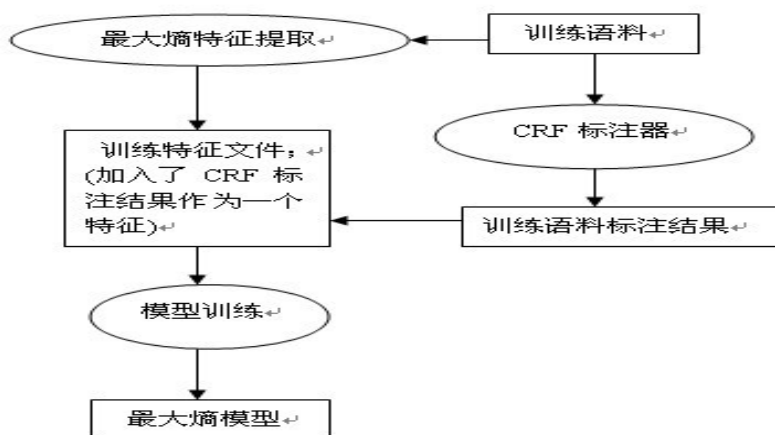 最大熵特征提取
训练语料
CRF 标注器
训练特征文件；
(加入了 CRF 标
注结果作为一个
特征)
训练语料标注结果
模型训练
最大熵模型